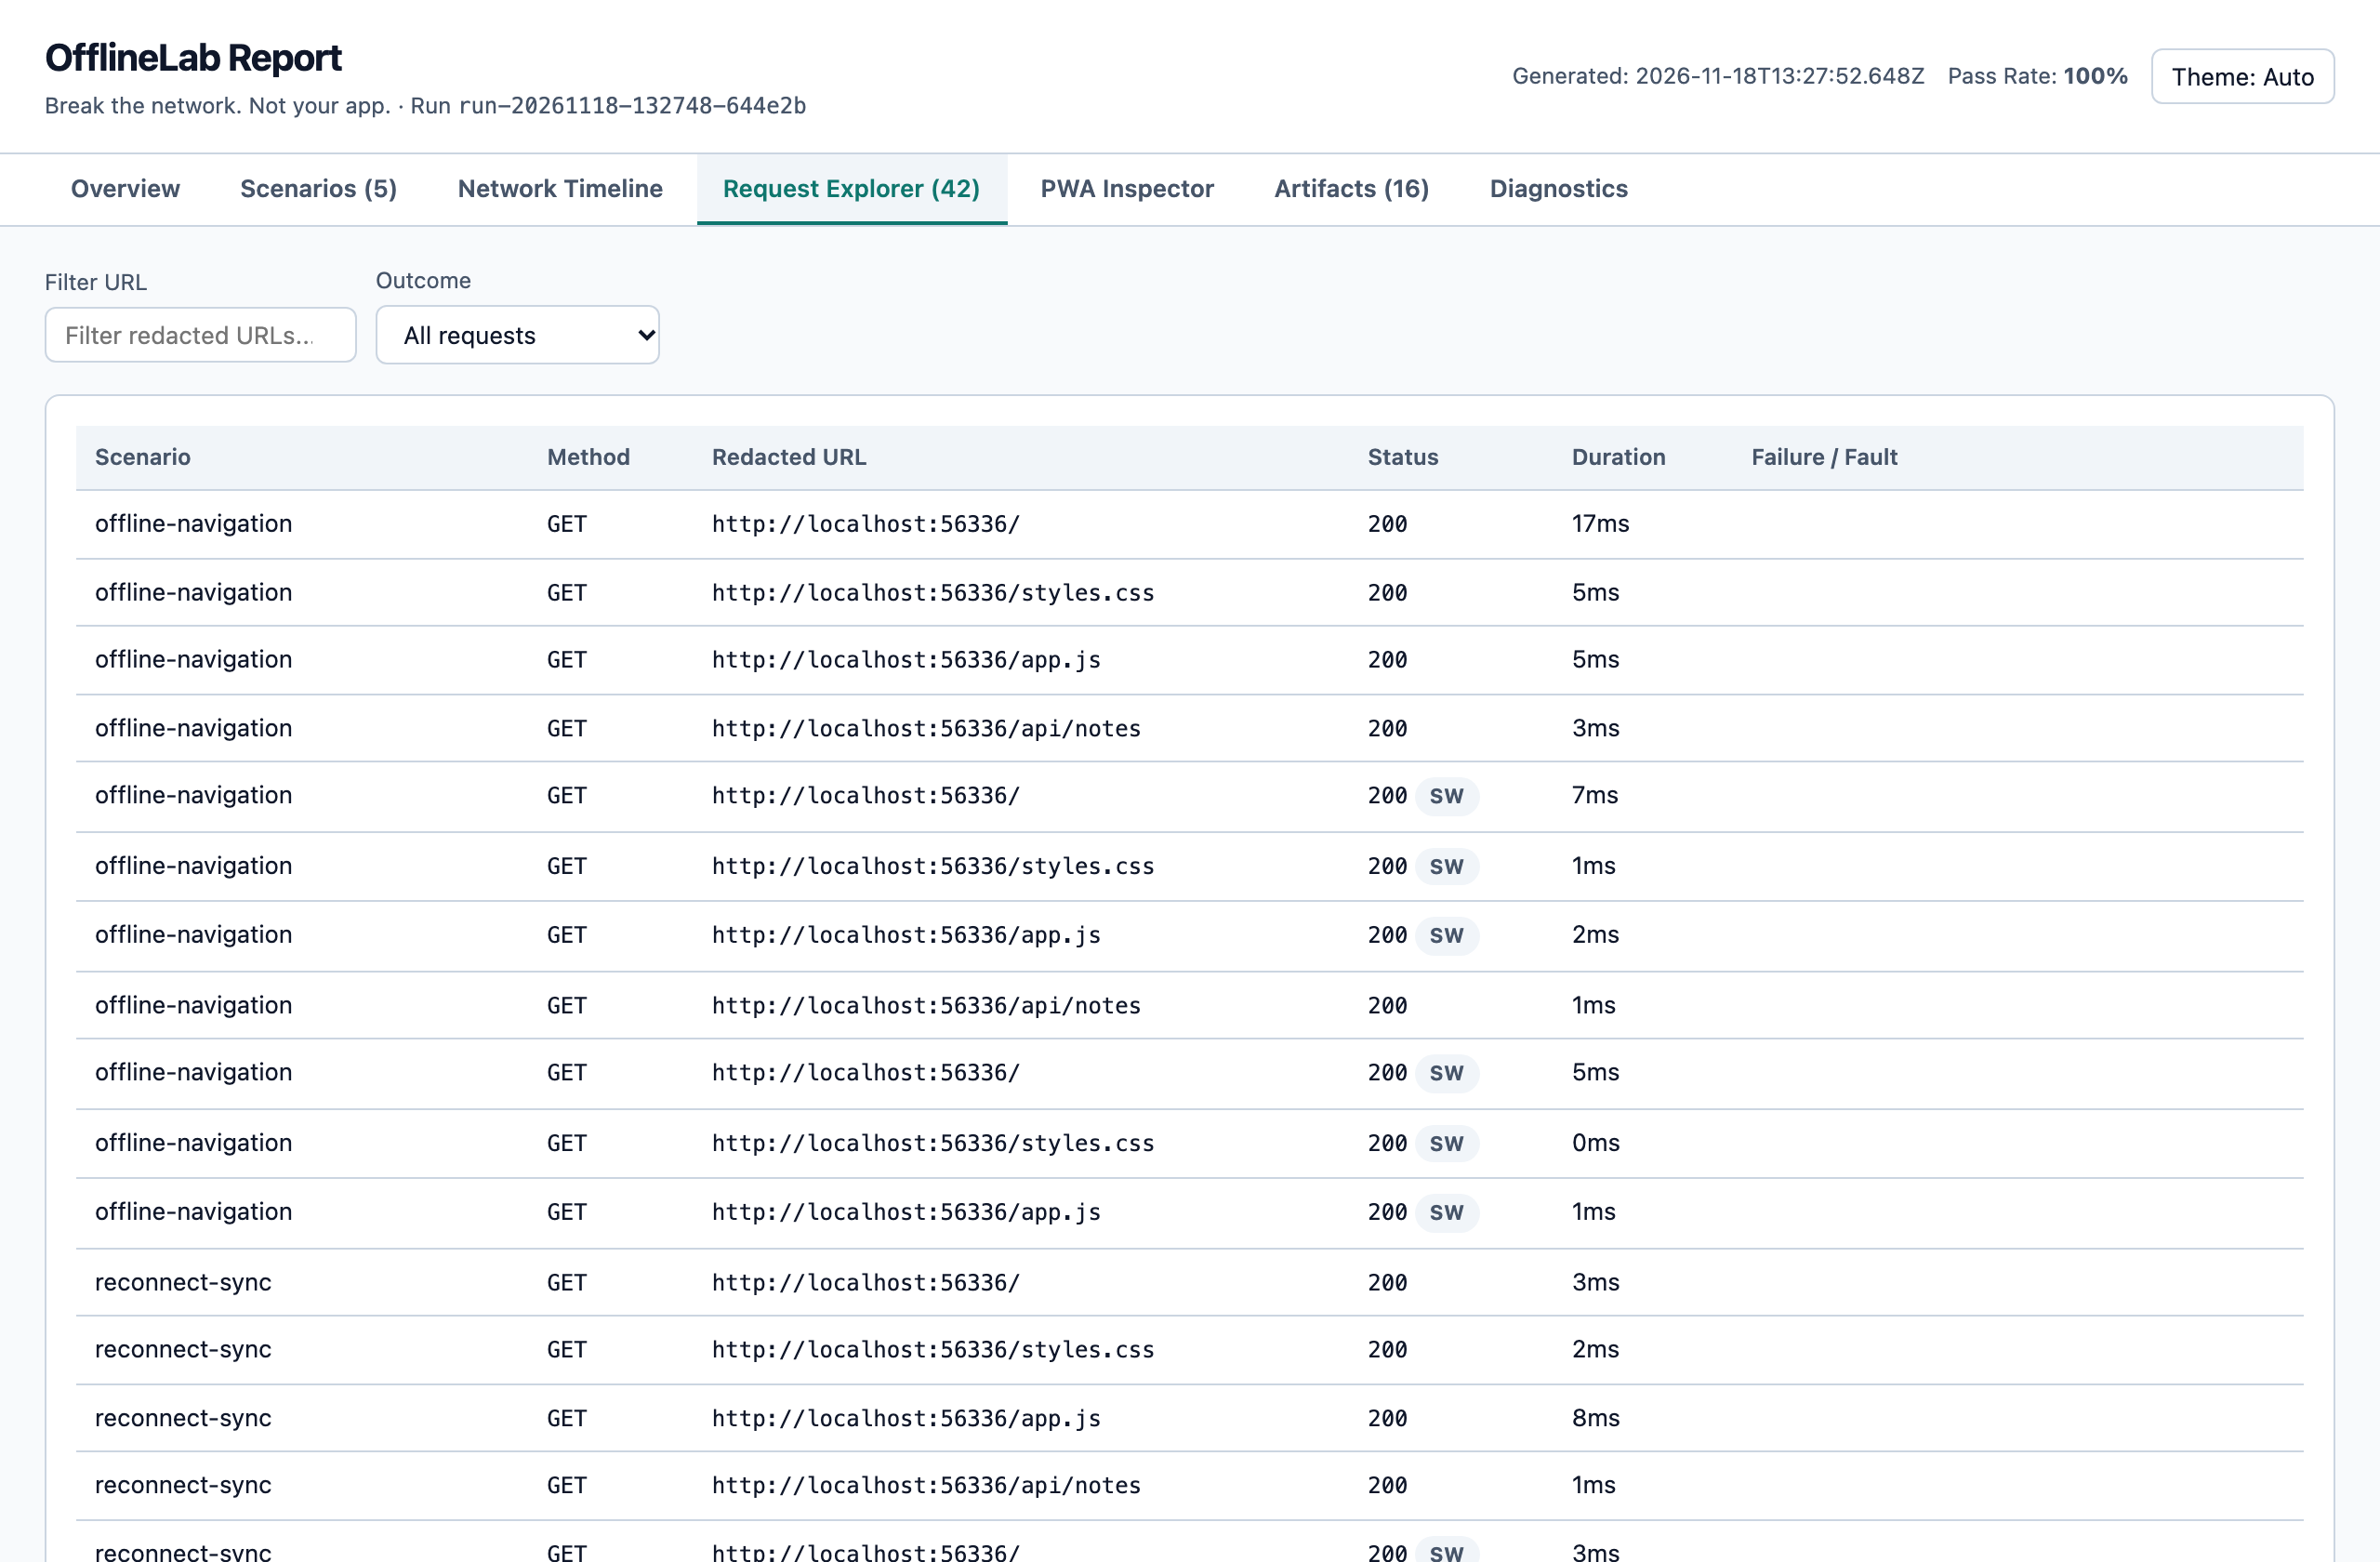 OfflineLab Report
Break the network. Not your app. · Run run-20261118-132748-644e2b
Generated: 2026-11-18T13:27:52.648Z Pass Rate: 100% Theme: Auto
Overview Scenarios (5) Network Timeline Request Explorer (42) PWA Inspector Artifacts (16) Diagnostics
Filter URL Outcome
Filter redacted URLs... All requests
Scenario Method Redacted URL Status Duration Failure / Fault
offline-navigation GET http://localhost:56336/ 200 17ms
offline-navigation GET http://localhost:56336/styles.css 200 5ms
offline-navigation GET http://localhost:56336/app.js 200 5ms
offline-navigation GET http://localhost:56336/api/notes 200 3ms
offline-navigation GET http://localhost:56336/ 200 SW 7ms
offline-navigation GET http://localhost:56336/styles.css 200 SW 1ms
offline-navigation GET http://localhost:56336/app.js 200 SW 2ms
offline-navigation GET http://localhost:56336/api/notes 200 1ms
offline-navigation GET http://localhost:56336/ 200 SW 5ms
offline-navigation GET http://localhost:56336/styles.css 200 SW 0ms
offline-navigation GET http://localhost:56336/app.js 200 SW 1ms
reconnect-sync GET http://localhost:56336/ 200 3ms
reconnect-sync GET http://localhost:56336/styles.css 200 2ms
reconnect-sync GET http://localhost:56336/app.js 200 8ms
reconnect-sync GET http://localhost:56336/api/notes 200 1ms
reconnect-sync GET http://localhost:56336/ 200 SW 3ms